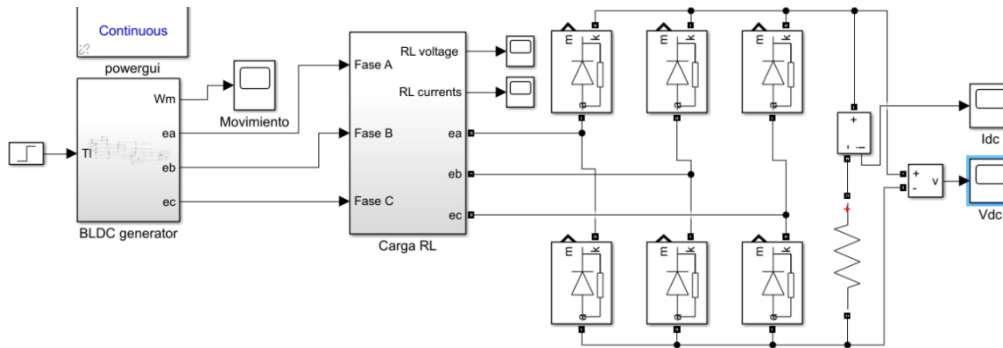 Continuous
powergui
Tl
Wm
ea
eb
ec
BLDC generator
Movimiento
Fase A
Fase B
Fase C
RL voltage
RL currents
ea
eb
ec
Carga RL
m
k
m
k
m
k
a
a
a
m
k
m
k
m
k
a
a
a
+
-
i
+
+
-
v
Idc
Vdc